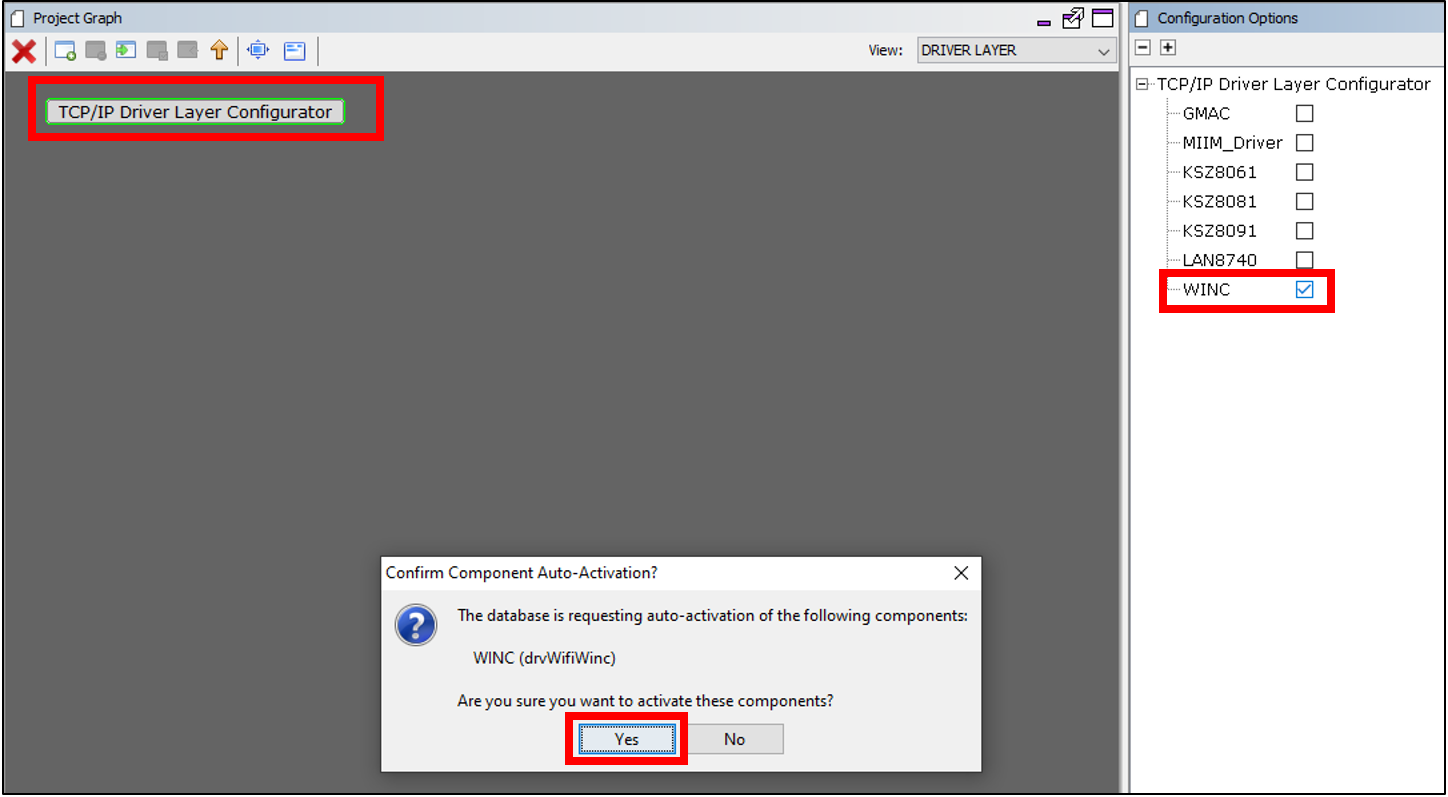 Project Graph
View: DRIVER LAYER
TCP/IP Driver Layer Configurator
Confirm Component Auto-Activation?
The database is requesting auto-activation of the following components:
WINC (drvWifiWinc)
Are you sure you want to activate these components?
Yes No
Configuration Options
TCP/IP Driver Layer Configurator
GMAC
MIIM_Driver
KSZ8061
KSZ8081
KSZ8091
LAN8740
WINC